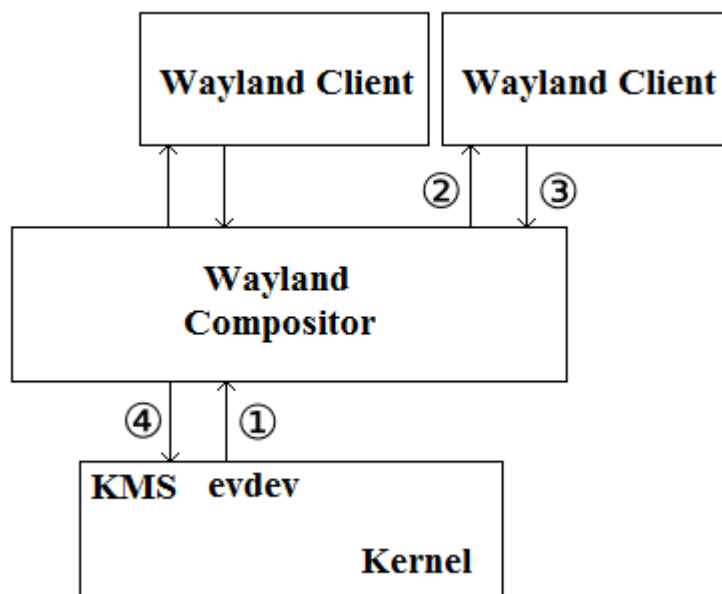 Wayland Client
Wayland Client
②
③
Wayland
Compositor
④
①
KMS evdev
Kernel